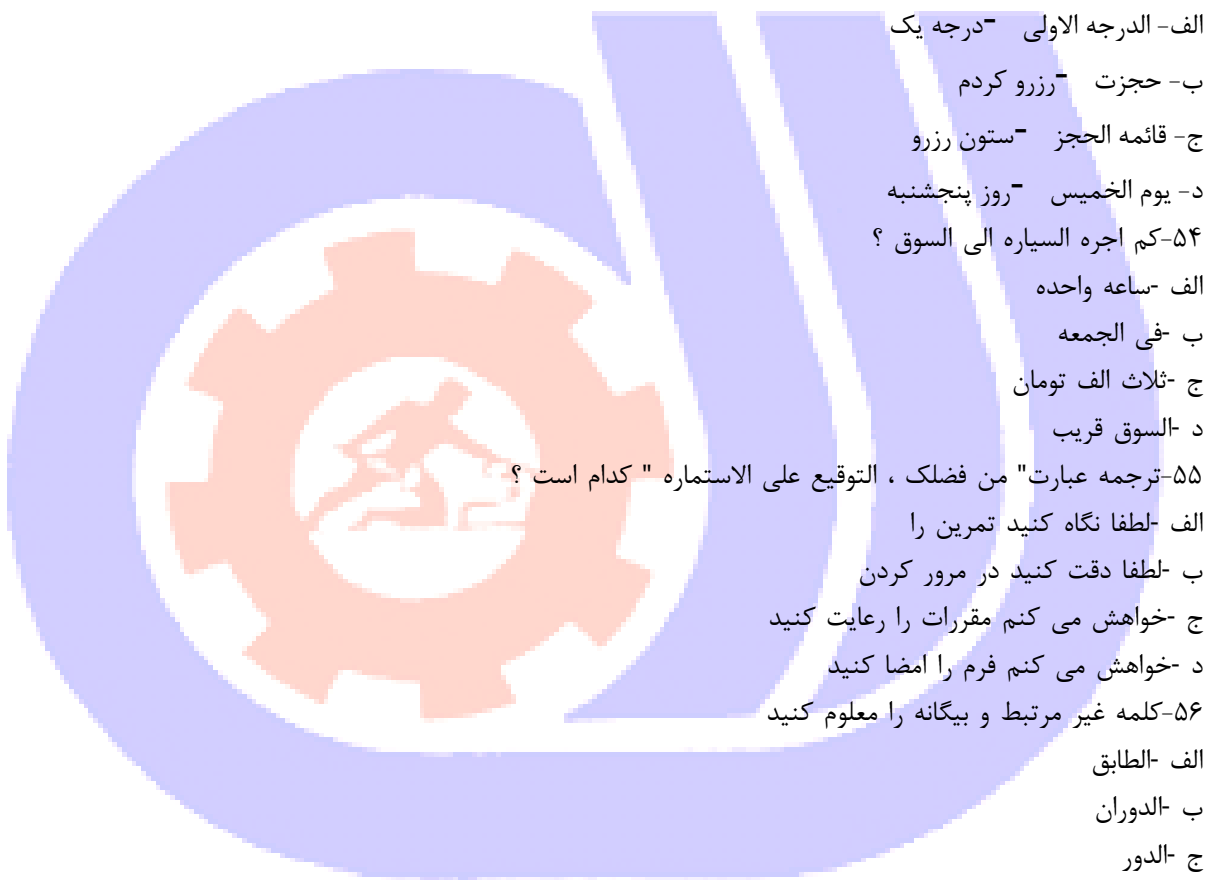 الف- الدرجه الاولی -درجه یک
ب- حجزت -رزرو کردم
ج- قائمه الحجز -ستون رزرو
د- یوم الخمیس -روز پنجشنبه
۵۴-کم اجره السیاره الی السوق ؟
الف -ساعه واحده
ب -فی الجمعه
ج -ثلاث الف تومان
د -السوق قریب
۵۵-ترجمه عبارت" من فضلک ، التوقیع علی الاستماره " کدام است ؟
الف -لطفا نگاه کنید تمرین را
ب -لطفا دقت کنید در مرور کردن
ج -خواهش می کنم مقررات را رعایت کنید
د -خواهش می کنم فرم را امضا کنید
۵۶-کلمه غیر مرتبط و بیگانه را معلوم کنید
الف -الطابق
ب -الدوران
ج -الدور